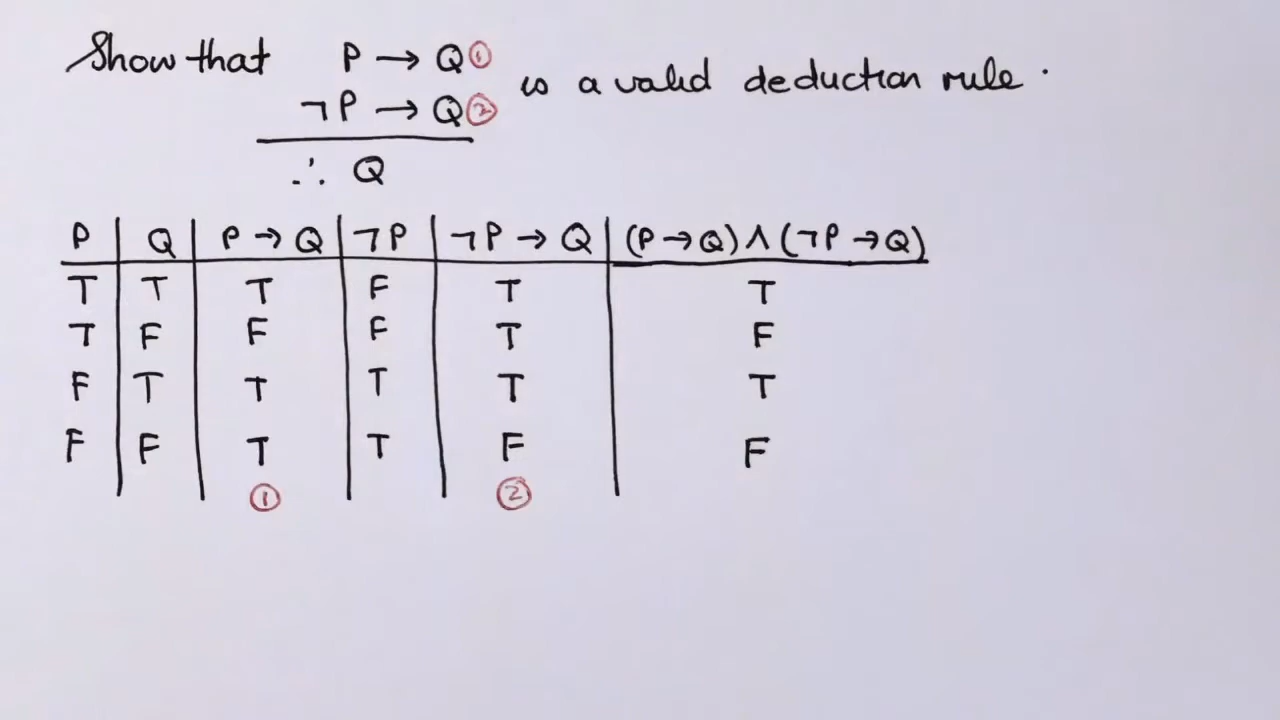 Show that P → Q ① is a valid deduction rule.
¬P → Q ②
∴ Q
P Q P → Q ¬P ¬P → Q (P → Q) ∧ (¬P → Q)
T T T F T T
T F F F T F
F T T T T T
F F T T F F
① ②